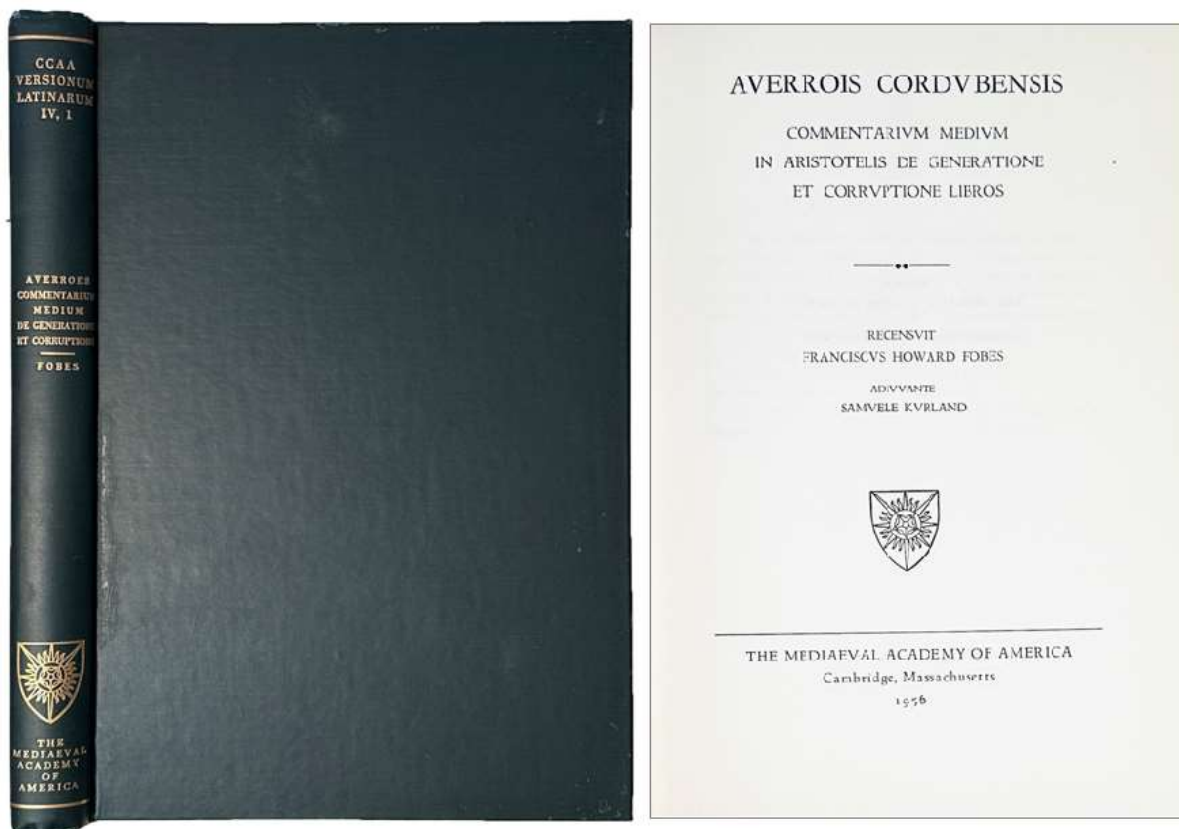 CCAA
VERSIONUM
LATINARUM
IV, 1
AVERROES
COMMENTARIUM
MEDIUM
DE GENERATIONE
ET CORRUPTIONE
FOBES
THE
MEDIAEVAL
ACADEMY
OF
AMERICA
AVERROIS CORDVBENSIS
COMMENTARIVM MEDIVM
IN ARISTOTELIS DE GENERATIONE
ET CORRVPTIONE LIBROS
RECENSVIT
FRANCISCVS HOWARD FOBES
ADIVVANTE
SAMVELE KVRLAND
THE MEDIAEVAL ACADEMY OF AMERICA
Cambridge, Massachusetts
1956